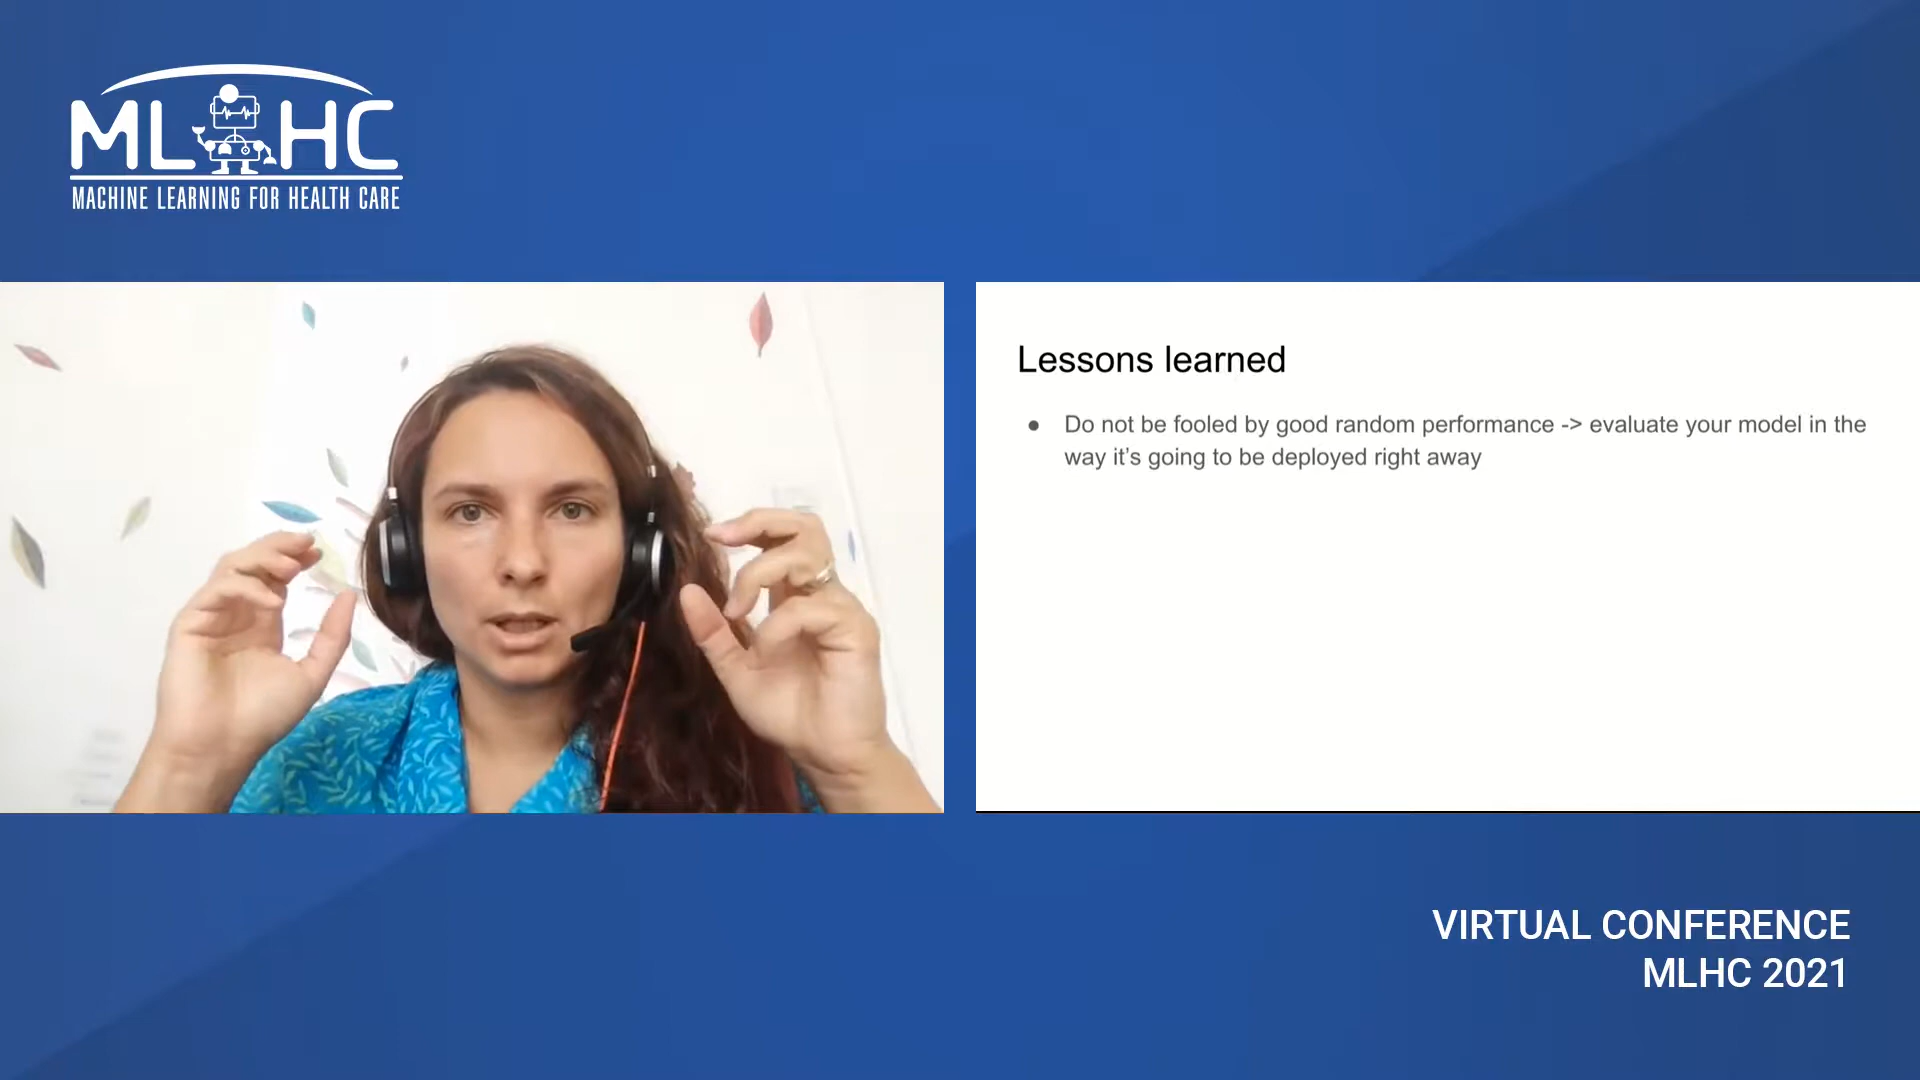 ML HC
MACHINE LEARNING FOR HEALTH CARE
Lessons learned
● Do not be fooled by good random performance -> evaluate your model in the
way it's going to be deployed right away
VIRTUAL CONFERENCE
MLHC 2021